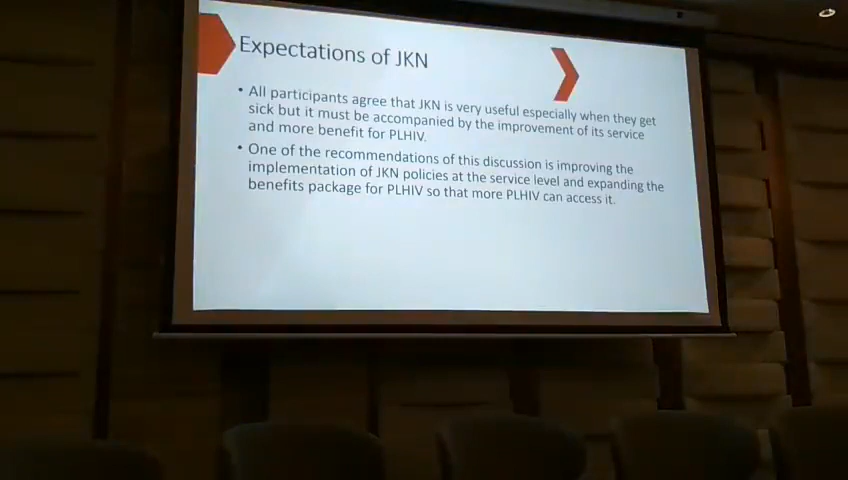 Expectations of JKN
• All participants agree that JKN is very useful especially when they get
sick but it must be accompanied by the improvement of its service
and more benefit for PLHIV.
• One of the recommendations of this discussion is improving the
implementation of JKN policies at the service level and expanding the
benefits package for PLHIV so that more PLHIV can access it.